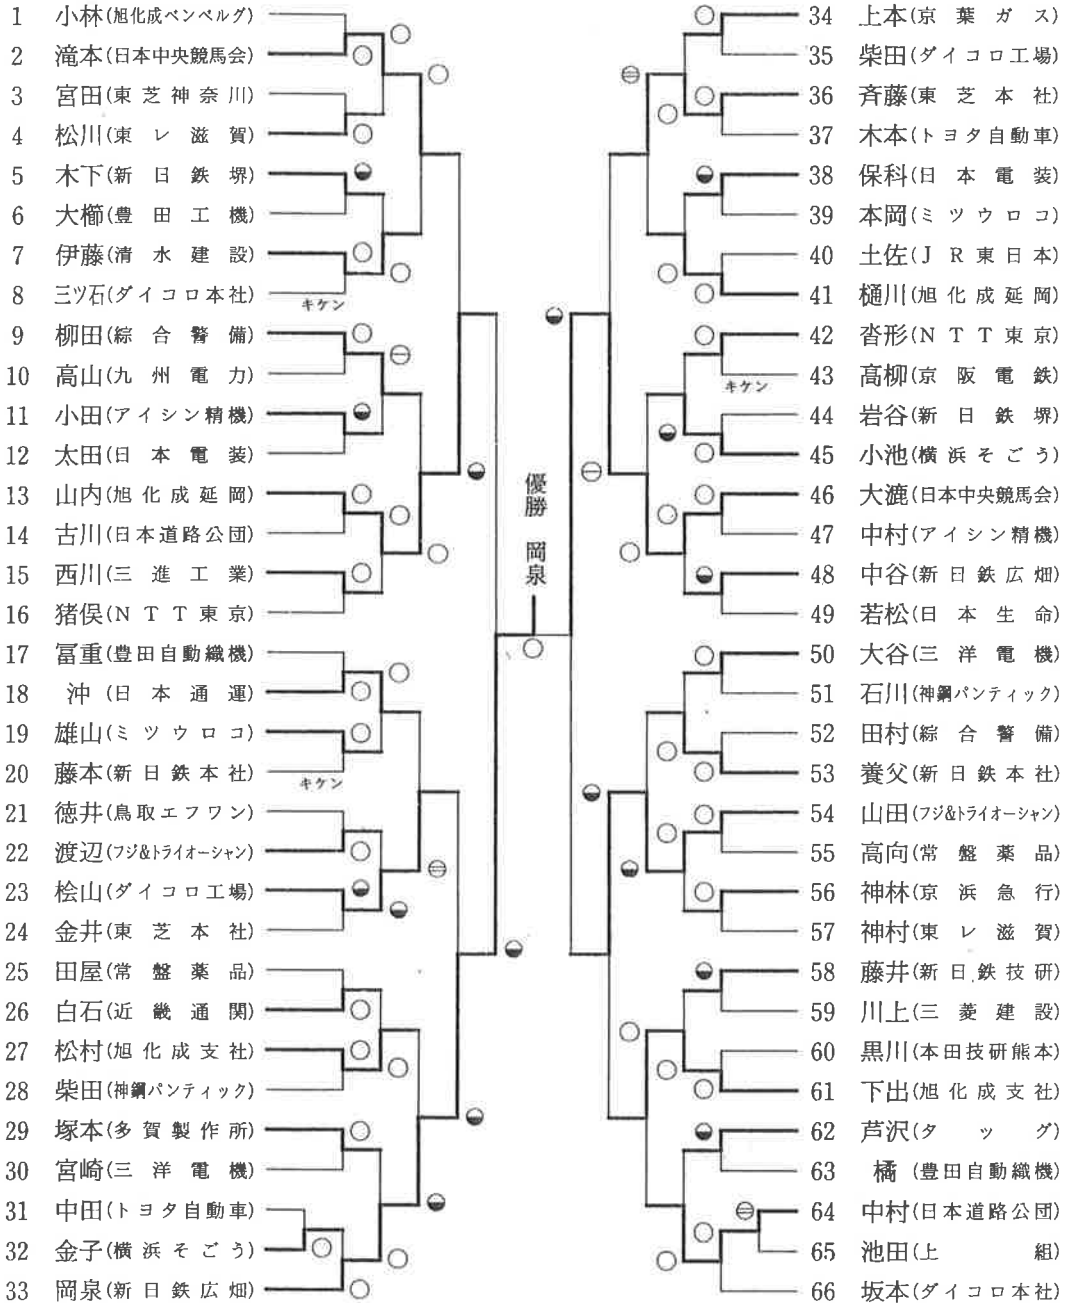 1 小林(旭化成ベンベルグ)
2 滝本(日本中央競馬会)
3 宮田(東芝神奈川)
4 松川(東レ滋賀)
5 木下(新日鉄堺)
6 大櫛(豊田工機)
7 伊藤(清水建設)
8 三ツ石(ダイコロ本社)
キケン
9 柳田(綜合警備)
10 高山(九州電力)
11 小田(アイシン精機)
12 太田(日本電装)
13 山内(旭化成延岡)
14 古川(日本道路公団)
15 西川(三進工業)
16 猪俣(NTT東京)
17 冨重(豊田自動織機)
18 沖(日本通運)
19 雄山(ミツウロコ)
20 藤本(新日鉄本社)
キケン
21 徳井(鳥取エフワン)
22 渡辺(フジ&トライオーシャン)
23 桧山(ダイコロ工場)
24 金井(東芝本社)
25 田屋(常盤薬品)
26 白石(近畿通関)
27 松村(旭化成支社)
28 柴田(神鋼パンティック)
29 塚本(多賀製作所)
30 宮崎(三洋電機)
31 中田(トヨタ自動車)
32 金子(横浜そごう)
33 岡泉(新日鉄広畑)
優勝 岡泉
34 上本(京葉ガス)
35 柴田(ダイコロ工場)
36 斉藤(東芝本社)
37 木本(トヨタ自動車)
38 保科(日本電装)
39 本岡(ミツウロコ)
40 土佐(JR東日本)
41 樋川(旭化成延岡)
42 沓形(NTT東京)
43 高柳(京阪電鉄)
キケン
44 岩谷(新日鉄堺)
45 小池(横浜そごう)
46 大漉(日本中央競馬会)
47 中村(アイシン精機)
48 中谷(新日鉄広畑)
49 若松(日本生命)
50 大谷(三洋電機)
51 石川(神鋼パンティック)
52 田村(綜合警備)
53 養父(新日鉄本社)
54 山田(フジ&トライオーシャン)
55 高向(常盤薬品)
56 神林(京浜急行)
57 神村(東レ滋賀)
58 藤井(新日鉄技研)
59 川上(三菱建設)
60 黒川(本田技研熊本)
61 下出(旭化成支社)
62 芦沢(タッグ)
63 橘(豊田自動織機)
64 中村(日本道路公団)
65 池田(上組)
66 坂本(ダイコロ本社)